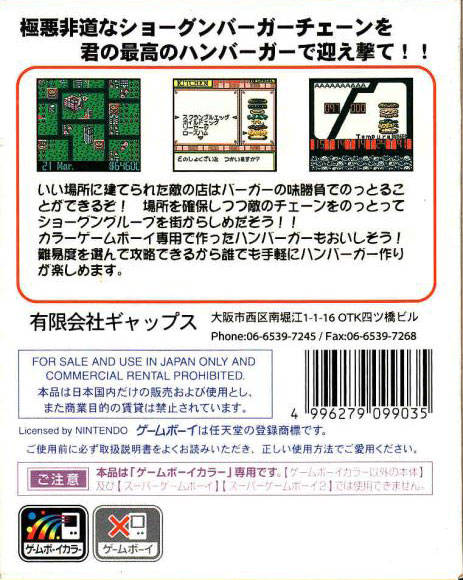 極悪非道なショーグンバーガーチェーンを
君の最高のハンバーガーで迎え撃て!!
21 Mar.
KITCHEN
スクランブルエッグ
ロースハム
どのしょくざいを つかいますか?
Tempura
いい場所に建てられた敵の店はバーガーの味勝負でのっとるこ
とができるぞ! 場所を確保しつつ敵のチェーンをのっとって
ショーグングループを街からしめだそう!!
カラーゲームボーイ専用で作ったハンバーガーもおいしそう!
難易度を選んで攻略できるから誰でも手軽にハンバーガー作り
が楽しめます。
有限会社ギャップス 大阪市西区南堀江1-1-16 OTK四ツ橋ビル
Phone:06-6539-7245 / Fax:06-6539-7268
FOR SALE AND USE IN JAPAN ONLY AND
COMMERCIAL RENTAL PROHIBITED.
本品は日本国内だけの販売および使用とし、
また商業目的の賃貸は禁止されています。
4 996279 099035
Licensed by NINTENDO ゲームボーイは任天堂の登録商標です。
ご使用前に必ず取扱説明書をよくお読みいただき、正しい使用方法でご愛用ください。
ご注意
本品は「ゲームボーイカラー」専用です。【ゲームボーイカラー以外の本体】
及び【スーパーゲームボーイ】【スーパーゲームボーイ2】では使用できません。
ゲームボーイカラー
ゲームボーイ